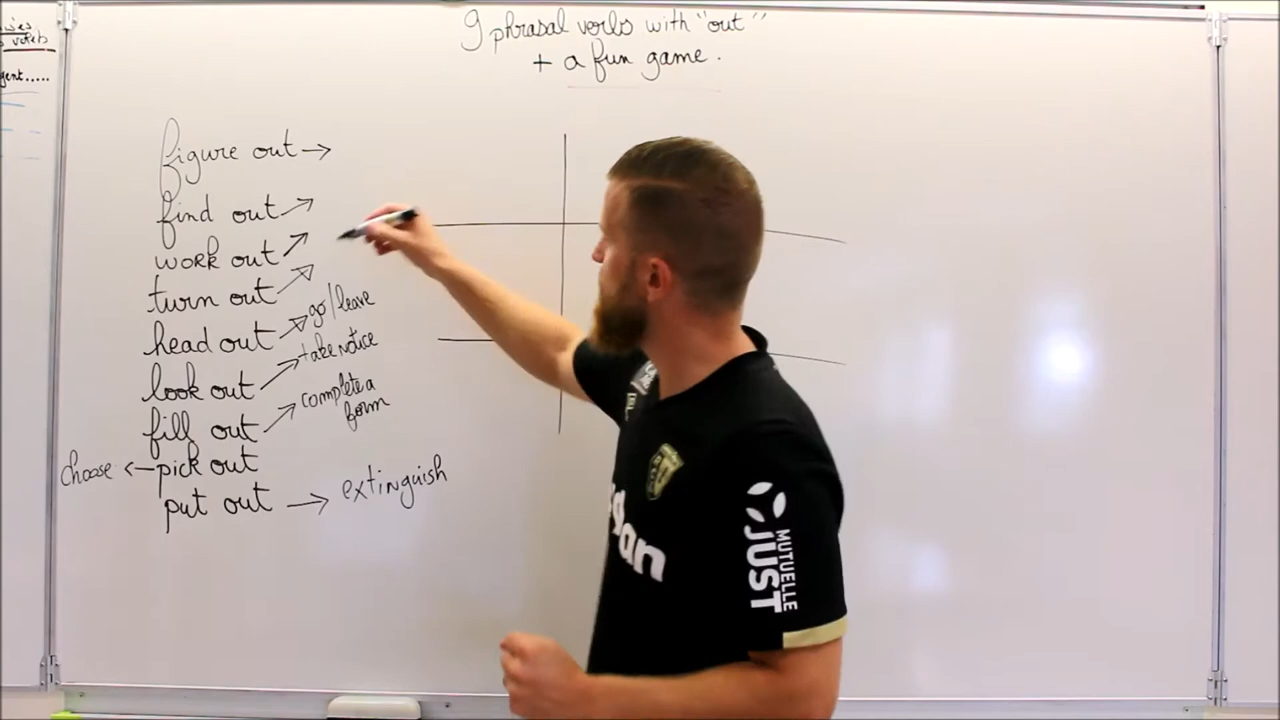 9 phrasal verbs with "out"
+ a fun game.
figure out →
find out →
work out →
turn out →
head out → go/leave
look out → take notice
fill out → complete a
form
choose ← pick out
put out → extinguish
gent.....
MUTUELLE
JUST